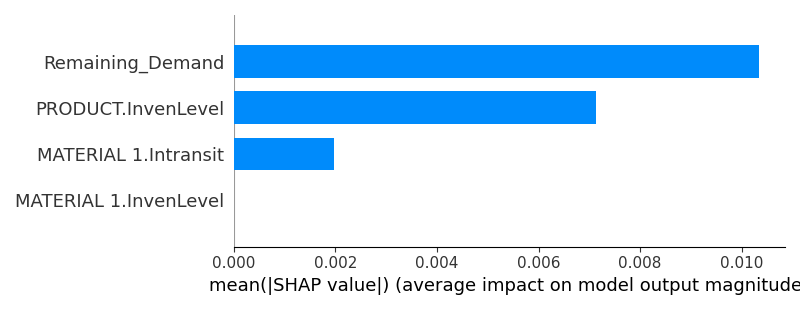 Remaining_Demand
PRODUCT.InvenLevel
MATERIAL 1.Intransit
MATERIAL 1.InvenLevel
0.000 0.002 0.004 0.006 0.008 0.010
mean(|SHAP value|) (average impact on model output magnitude